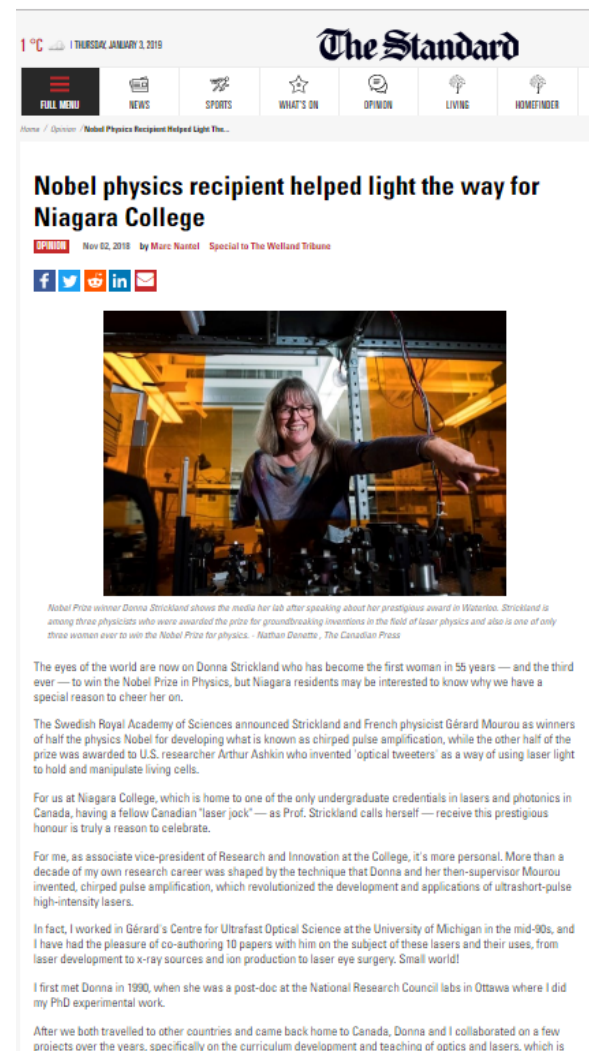 1 °C | THURSDAY, JANUARY 3, 2019
The Standard
FULL MENU NEWS SPORTS WHAT'S ON OPINION LIVING HOMEFINDER
Home / Opinion / Nobel Physics Recipient Helped Light The...
Nobel physics recipient helped light the way for
Niagara College
OPINION Nov 02, 2018 by Marc Nantel Special to The Welland Tribune
Nobel Prize winner Donna Strickland shows the media her lab after speaking about her prestigious award in Waterloo. Strickland is
among three physicists who were awarded the prize for groundbreaking inventions in the field of laser physics and also is one of only
three women ever to win the Nobel Prize for physics. - Nathan Denette , The Canadian Press
The eyes of the world are now on Donna Strickland who has become the first woman in 55 years — and the third
ever — to win the Nobel Prize in Physics, but Niagara residents may be interested to know why we have a
special reason to cheer her on.
The Swedish Royal Academy of Sciences announced Strickland and French physicist Gérard Mourou as winners
of half the physics Nobel for developing what is known as chirped pulse amplification, while the other half of the
prize was awarded to U.S. researcher Arthur Ashkin who invented 'optical tweeters' as a way of using laser light
to hold and manipulate living cells.
For us at Niagara College, which is home to one of the only undergraduate credentials in lasers and photonics in
Canada, having a fellow Canadian "laser jock" — as Prof. Strickland calls herself — receive this prestigious
honour is truly a reason to celebrate.
For me, as associate vice-president of Research and Innovation at the College, it's more personal. More than a
decade of my own research career was shaped by the technique that Donna and her then-supervisor Mourou
invented, chirped pulse amplification, which revolutionized the development and applications of ultrashort-pulse
high-intensity lasers.
In fact, I worked in Gérard's Centre for Ultrafast Optical Science at the University of Michigan in the mid-90s, and
I have had the pleasure of co-authoring 10 papers with him on the subject of these lasers and their uses, from
laser development to x-ray sources and ion production to laser eye surgery. Small world!
I first met Donna in 1990, when she was a post-doc at the National Research Council labs in Ottawa where I did
my PhD experimental work.
After we both travelled to other countries and came back home to Canada, Donna and I collaborated on a few
projects over the years, specifically on the curriculum development and teaching of optics and lasers, which is